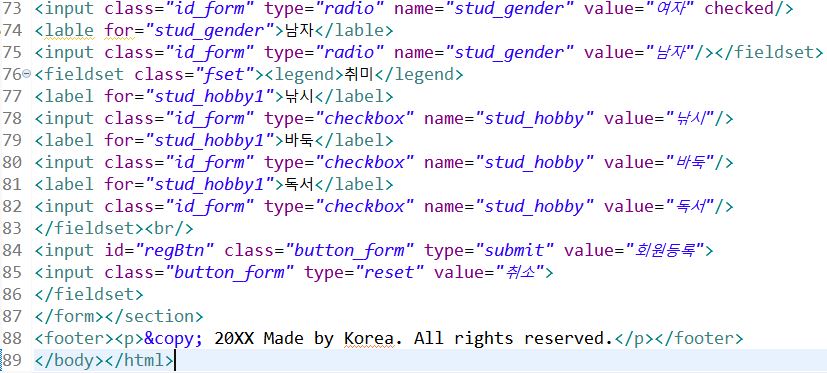 73 <input class="id_form" type="radio" name="stud_gender" value="여자" checked/>
74 <lable for="stud_gender">남자</lable>
75 <input class="id_form" type="radio" name="stud_gender" value="남자"/></fieldset>
76 <fieldset class="fset"><legend>취미</legend>
77 <label for="stud_hobby1">낚시</label>
78 <input class="id_form" type="checkbox" name="stud_hobby" value="낚시"/>
79 <label for="stud_hobby1">바둑</label>
80 <input class="id_form" type="checkbox" name="stud_hobby" value="바둑"/>
81 <label for="stud_hobby1">독서</label>
82 <input class="id_form" type="checkbox" name="stud_hobby" value="독서"/>
83 </fieldset><br/>
84 <input id="regBtn" class="button_form" type="submit" value="회원등록">
85 <input class="button_form" type="reset" value="취소">
86 </fieldset>
87 </form></section>
88 <footer><p>&copy; 20XX Made by Korea. All rights reserved.</p></footer>
89 </body></html>